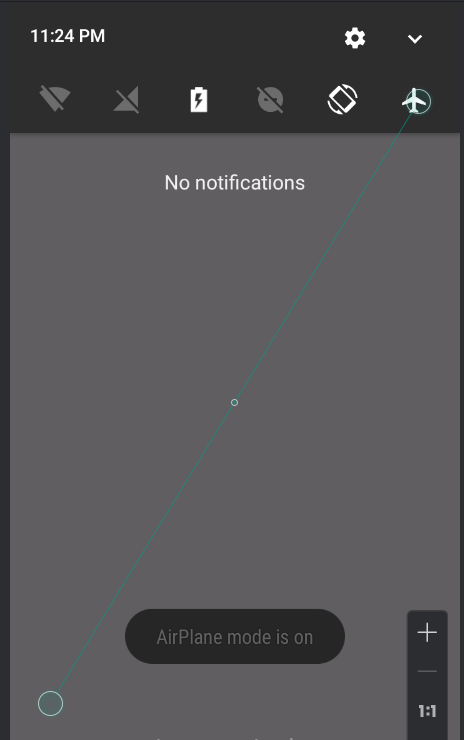 11:24 PM
No notifications
AirPlane mode is on
1:1